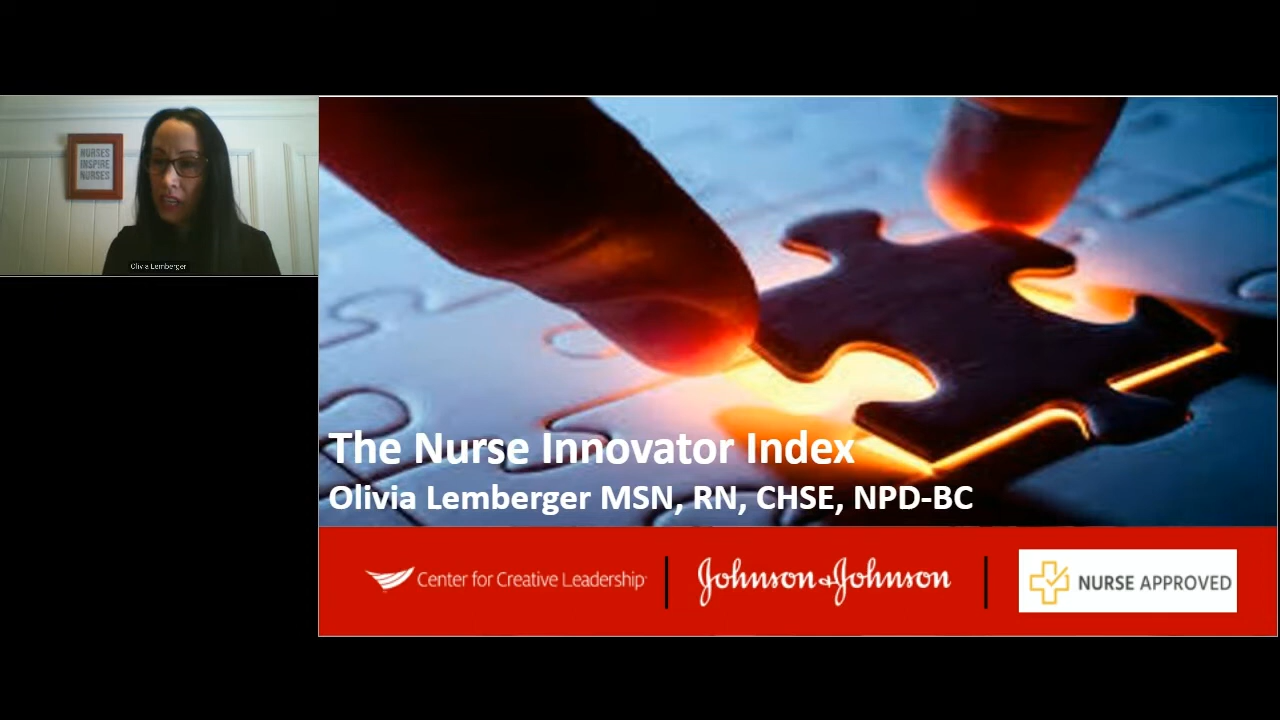 NURSES
INSPIRE
NURSES
Olivia Lemberger
The Nurse Innovator Index
Olivia Lemberger MSN, RN, CHSE, NPD-BC
Center for Creative Leadership
Johnson & Johnson
NURSE APPROVED